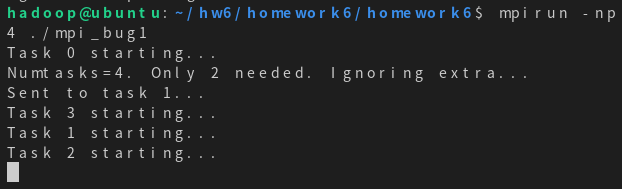 hadoop@ubuntu:~/hw6/homework6/homework6$ mpirun -np
4 ./mpi_bug1
Task 0 starting...
Numtasks=4. Only 2 needed. Ignoring extra...
Sent to task 1...
Task 3 starting...
Task 1 starting...
Task 2 starting...